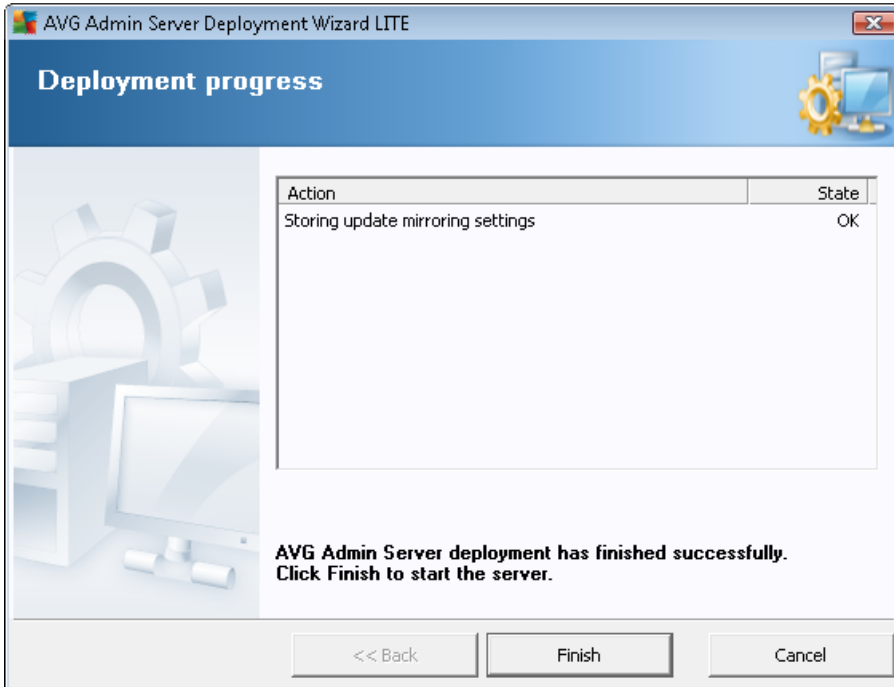 AVG Admin Server Deployment Wizard LITE
Deployment progress
Action State
Storing update mirroring settings OK
AVG Admin Server deployment has finished successfully.
Click Finish to start the server.
<< Back Finish Cancel